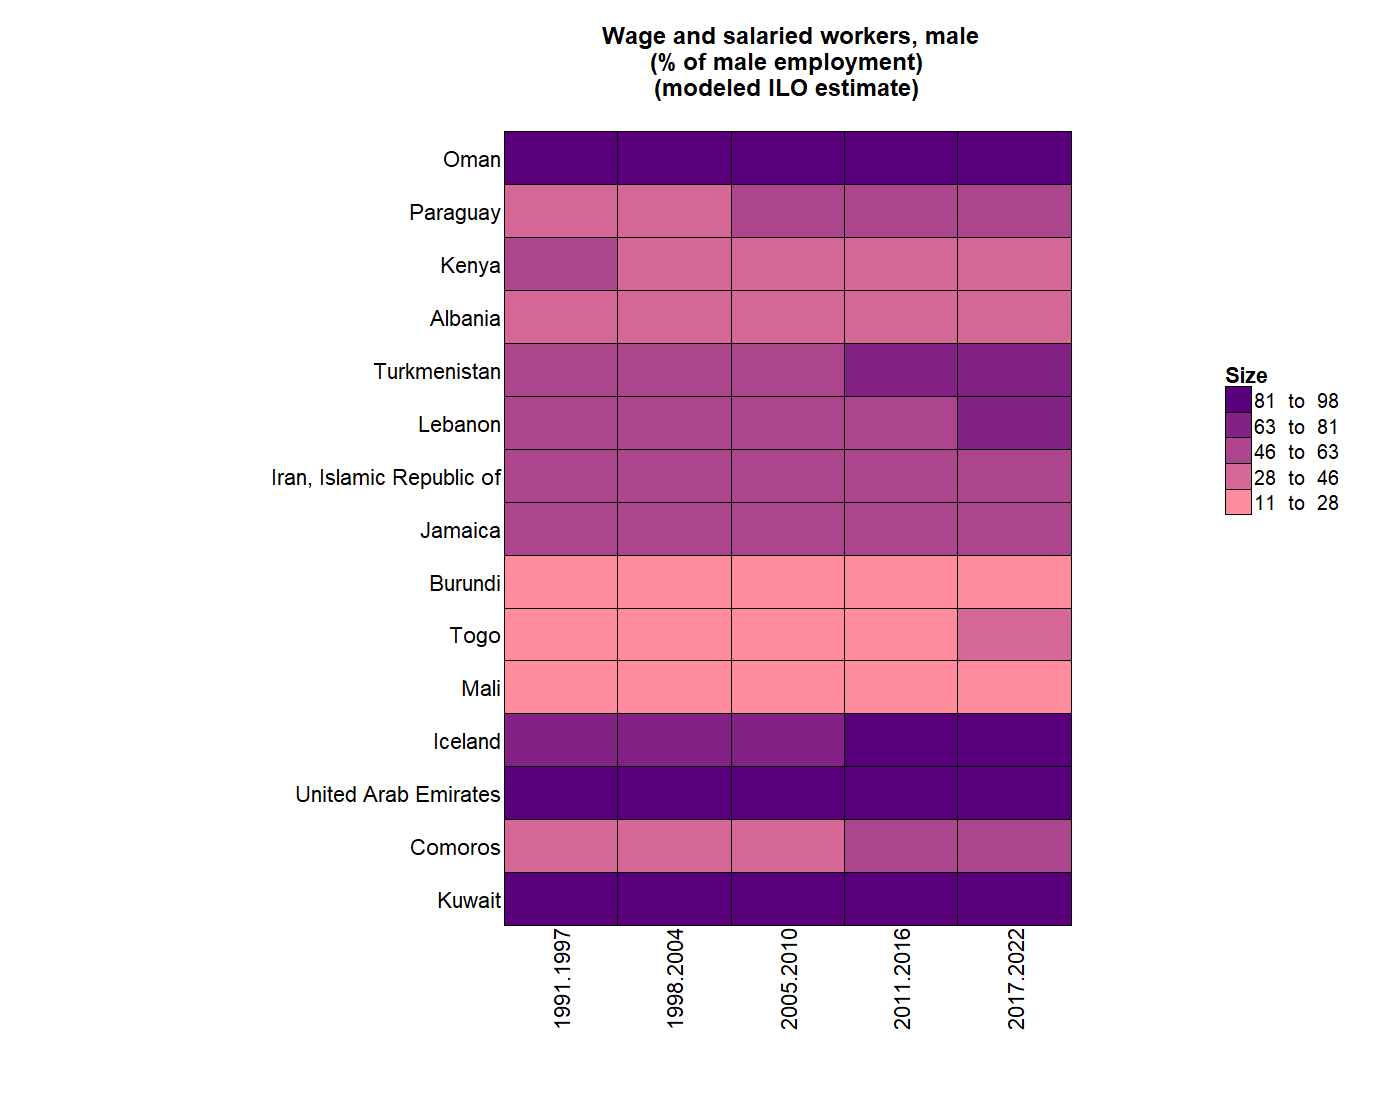 Wage and salaried workers, male
(% of male employment)
(modeled ILO estimate)
Oman
Paraguay
Kenya
Albania
Turkmenistan
Lebanon
Iran, Islamic Republic of
Jamaica
Burundi
Togo
Mali
Iceland
United Arab Emirates
Comoros
Kuwait
1991.1997
1998.2004
2005.2010
2011.2016
2017.2022
Size
81 to 98
63 to 81
46 to 63
28 to 46
11 to 28